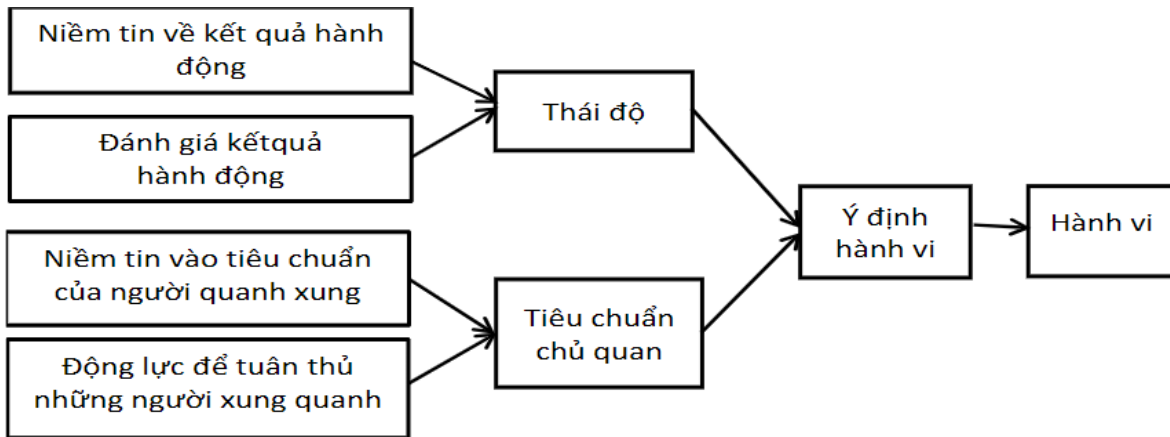 Niềm tin về kết quả hành
động
Đánh giá kếtquả
hành động
Thái độ
Niềm tin vào tiêu chuẩn
của người quanh xung
Động lực để tuân thủ
những người xung quanh
Tiêu chuẩn
chủ quan
Ý định
hành vi
Hành vi